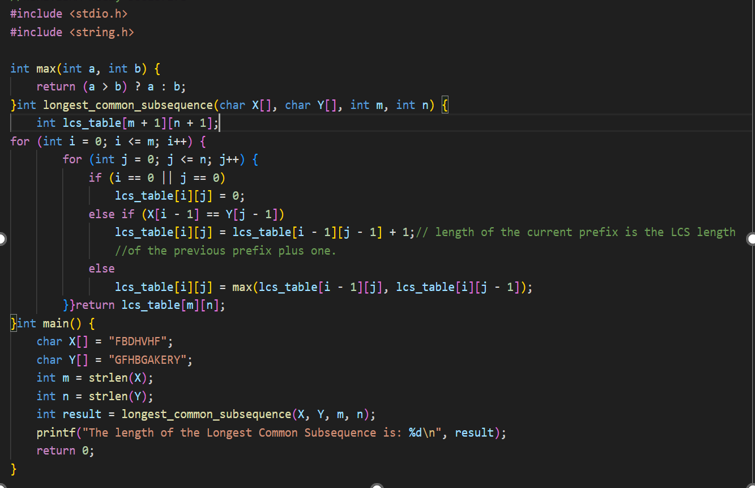 #include <stdio.h>
#include <string.h>
int max(int a, int b) {
    return (a > b) ? a : b;
}int longest_common_subsequence(char X[], char Y[], int m, int n) {
    int lcs_table[m + 1][n + 1];
for (int i = 0; i <= m; i++) {
        for (int j = 0; j <= n; j++) {
            if (i == 0 || j == 0)
                lcs_table[i][j] = 0;
            else if (X[i - 1] == Y[j - 1])
                lcs_table[i][j] = lcs_table[i - 1][j - 1] + 1;// length of the current prefix is the LCS length
                //of the previous prefix plus one.
            else
                lcs_table[i][j] = max(lcs_table[i - 1][j], lcs_table[i][j - 1]);
        }}return lcs_table[m][n];
}int main() {
    char X[] = "FBDHVHF";
    char Y[] = "GFHBGAKERY";
    int m = strlen(X);
    int n = strlen(Y);
    int result = longest_common_subsequence(X, Y, m, n);
    printf("The length of the Longest Common Subsequence is: %d\n", result);
    return 0;
}